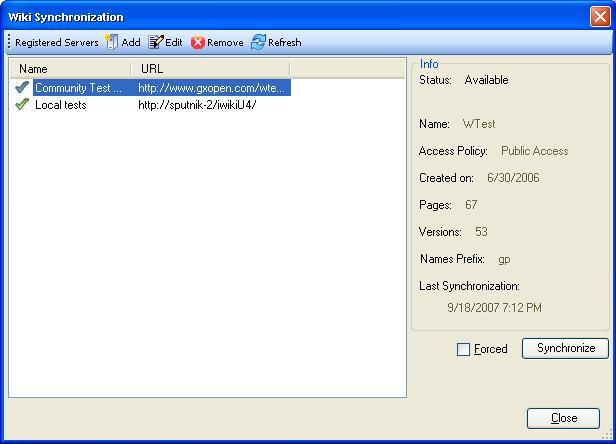 Wiki Synchronization
Registered Servers Add Edit Remove Refresh
Name URL
Community Test ... http://www.gxopen.com/wte...
Local tests http://sputnik-2/iwikiU4/
Info
Status: Available
Name: WTest
Access Policy: Public Access
Created on: 6/30/2006
Pages: 67
Versions: 53
Names Prefix: gp
Last Synchronization:
9/18/2007 7:12 PM
Forced Synchronize
Close